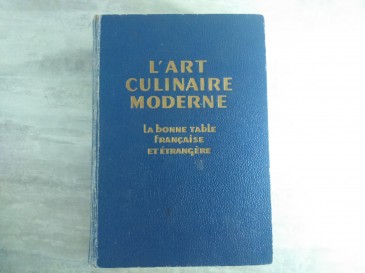 L'ART
CULINAIRE
MODERNE
La bonne table
française
et étrangère